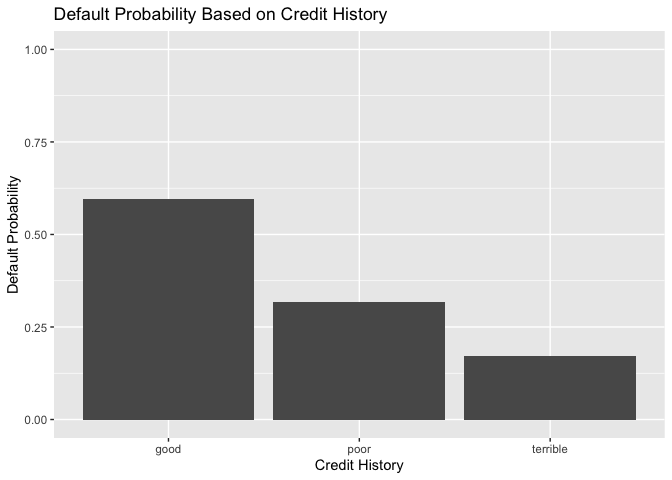 Default Probability Based on Credit History
Default Probability
1.00
0.75
0.50
0.25
0.00
good poor terrible
Credit History